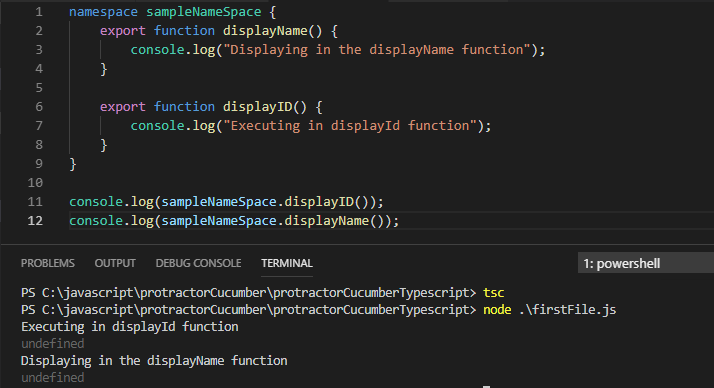 1 namespace sampleNameSpace {
2     export function displayName() {
3         console.log("Displaying in the displayName function");
4     }
5
6     export function displayID() {
7         console.log("Executing in displayId function");
8     }
9 }
10
11 console.log(sampleNameSpace.displayID());
12 console.log(sampleNameSpace.displayName());
PROBLEMS OUTPUT DEBUG CONSOLE TERMINAL 1: powershell
PS C:\javascript\protractorCucumber\protractorCucumberTypescript> tsc
PS C:\javascript\protractorCucumber\protractorCucumberTypescript> node .\firstFile.js
Executing in displayId function
undefined
Displaying in the displayName function
undefined